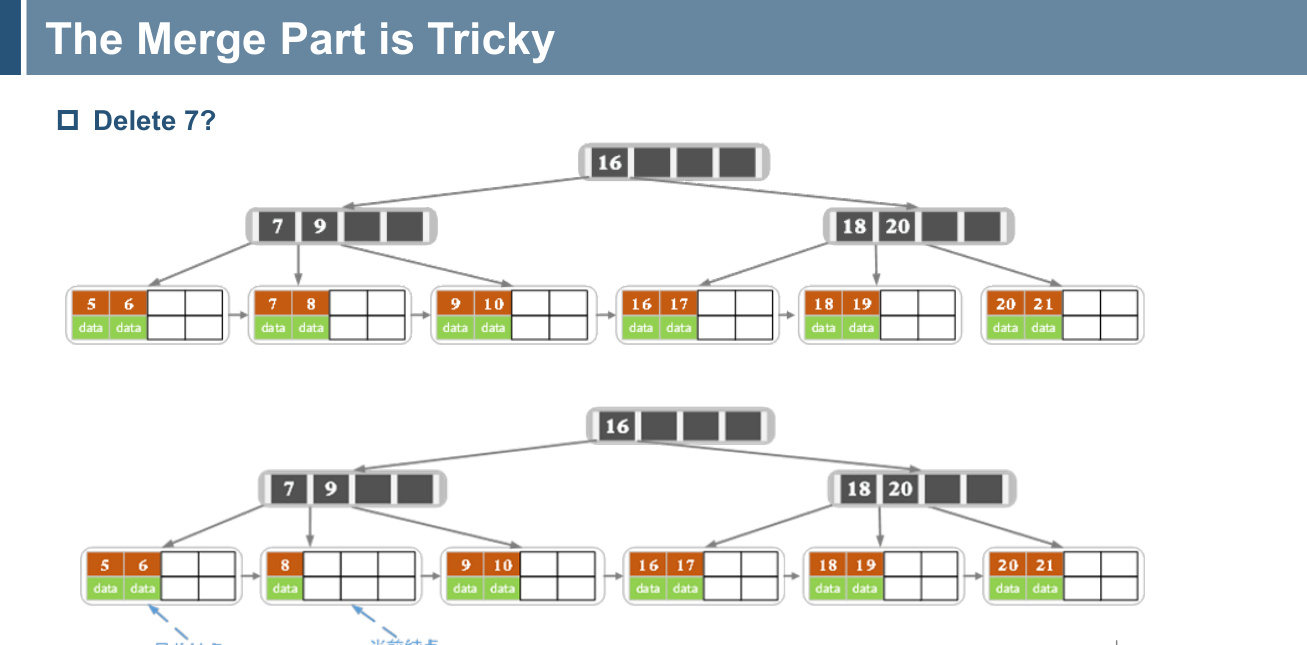 The Merge Part is Tricky
Delete 7?
16
7 9
18 20
5 6
7 8
9 10
16 17
18 19
20 21
data data
data data
data data
data data
data data
data data
16
7 9
18 20
5 6
8
9 10
16 17
18 19
20 21
data data
data
data data
data data
data data
data data